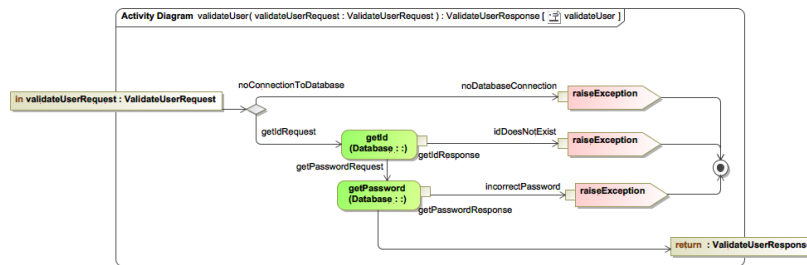 Activity Diagram validateUser( validateUserRequest : ValidateUserRequest ) : ValidateUserResponse [ validateUser ]
noConnectionToDatabase
noDatabaseConnection
raiseException
in validateUserRequest : ValidateUserRequest
getIdRequest
getId
(Database : :)
idDoesNotExist
raiseException
getIdResponse
getPasswordRequest
getPassword
(Database : :)
incorrectPassword
raiseException
getPasswordResponse
return : ValidateUserResponse